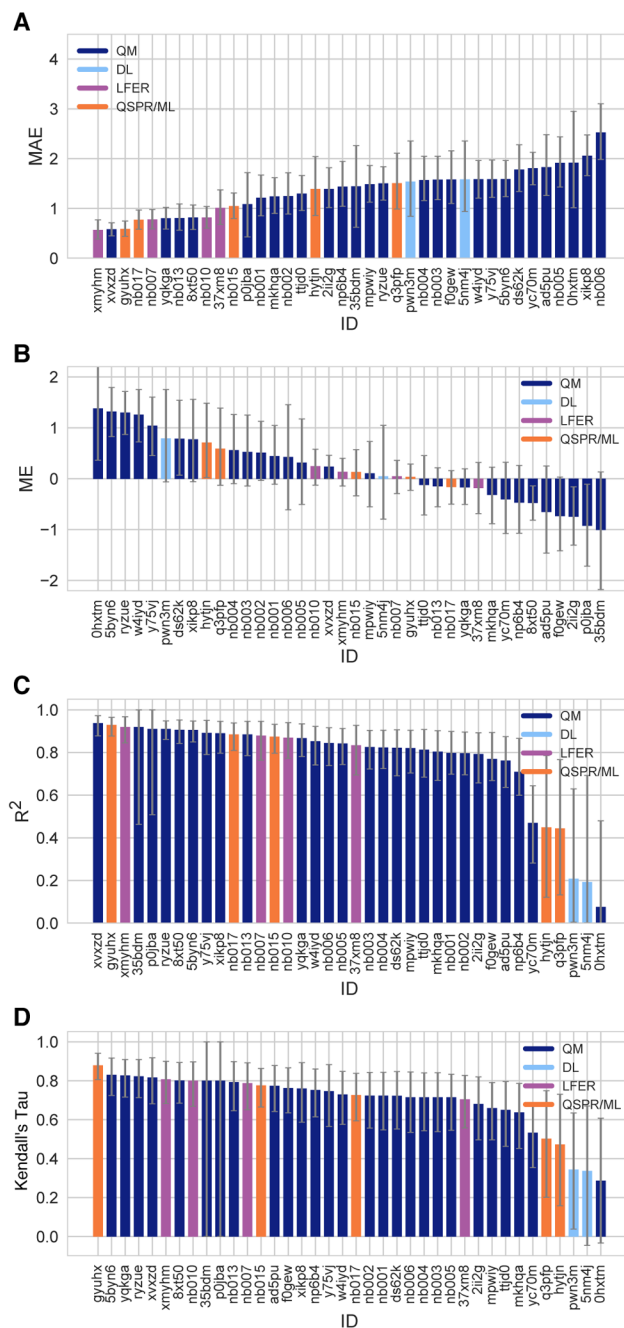 A
QM
DL
LFER
QSPR/ML
4
3
2
1
0
MAE
xmyhm xvxzd gyuhx nb017 nb007 yqkga nb013 8xt50 nb010 37xm8 nb015 p0jba nb001 mkhqa nb002 ttjd0 hytjn 2ii2g np6b4 35bdm mpwiy ryzue q3pfp pwn3m nb004 nb003 f0gew 5nm4j w4iyd y75vj 5byn6 ds62k yc70m ad5pu nb005 0hxtm xikp8 nb006
ID
B
QM
DL
LFER
QSPR/ML
2
1
0
−1
−2
ME
0hxtm 5byn6 ryzue w4iyd y75vj pwn3m ds62k xikp8 hytjn q3pfp nb004 nb003 nb002 nb001 nb006 nb005 nb010 xvxzd xmyhm nb015 mpwiy 5nm4j nb007 gyuhx ttjd0 nb013 nb017 yqkga 37xm8 mkhqa yc70m np6b4 8xt50 ad5pu f0gew 2ii2g p0jba 35bdm
ID
C
QM
DL
LFER
QSPR/ML
1.0
0.8
0.6
0.4
0.2
0.0
R²
xvxzd gyuhx xmyhm 35bdm p0jba ryzue 8xt50 5byn6 y75vj xikp8 nb017 nb013 nb007 nb015 nb010 yqkga w4iyd nb006 nb005 37xm8 nb003 nb004 ds62k mpwiy ttjd0 mkhqa nb001 nb002 2ii2g f0gew ad5pu np6b4 yc70m hytjn q3pfp pwn3m 5nm4j 0hxtm
ID
D
QM
DL
LFER
QSPR/ML
1.0
0.8
0.6
0.4
0.2
0.0
Kendall's Tau
gyuhx 5byn6 yqkga ryzue xvxzd xmyhm 8xt50 nb010 35bdm p0jba nb013 nb007 nb015 ad5pu f0gew xikp8 np6b4 y75vj w4iyd nb017 nb002 nb001 ds62k nb006 nb004 nb003 nb005 37xm8 2ii2g mpwiy ttjd0 mkhqa yc70m q3pfp hytjn pwn3m 5nm4j 0hxtm
ID